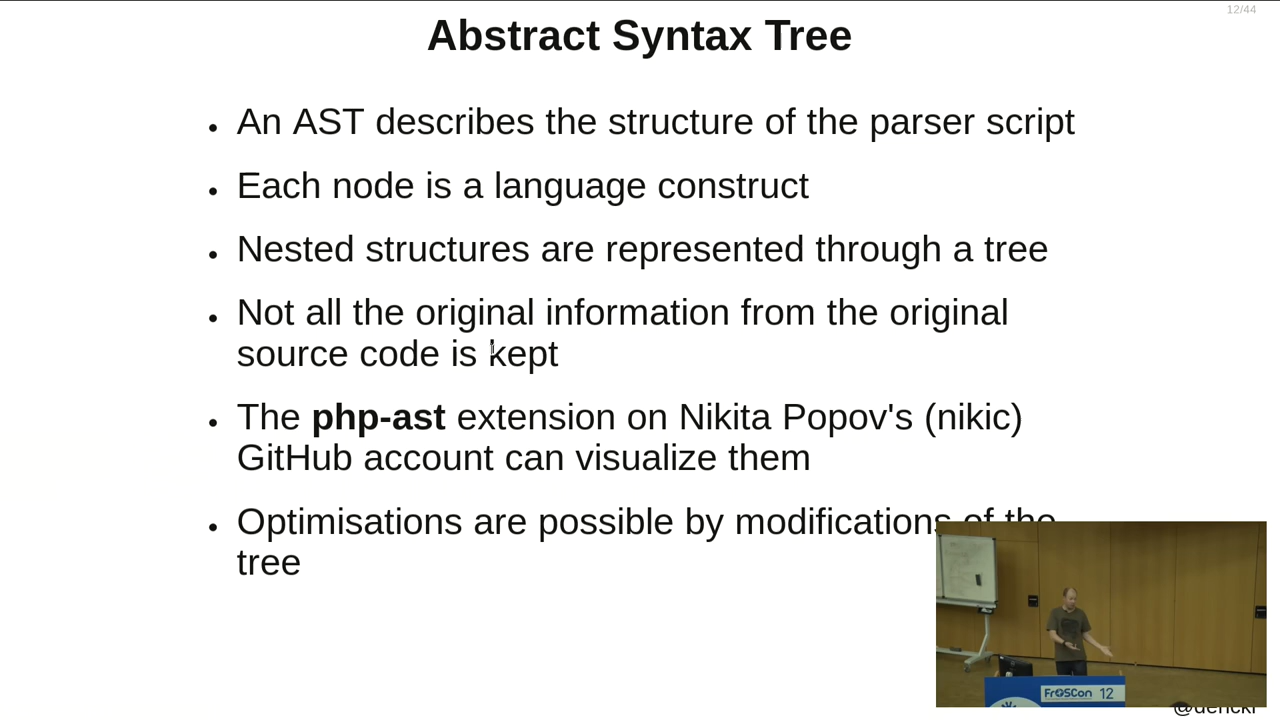 12/44
Abstract Syntax Tree
• An AST describes the structure of the parser script
• Each node is a language construct
• Nested structures are represented through a tree
• Not all the original information from the original
source code is kept
• The php-ast extension on Nikita Popov's (nikic)
GitHub account can visualize them
• Optimisations are possible by modifications of the
tree
FrOSCon 12